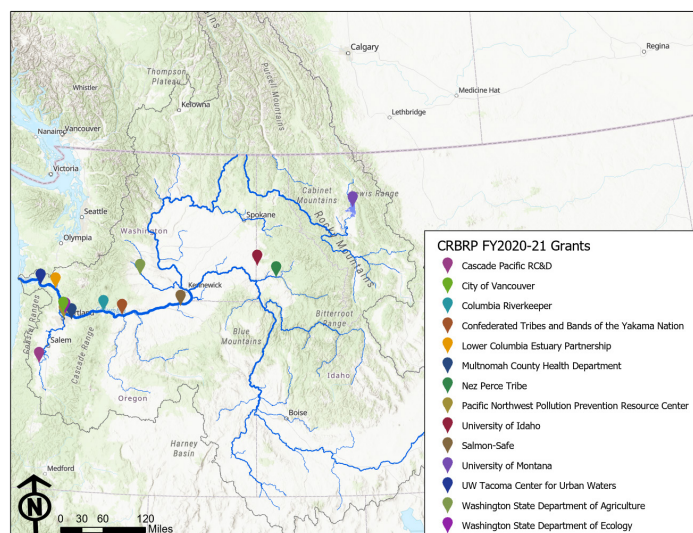 Calgary
Regina
Thompson
Plateau
Purcell Mountains
Whistler
Medicine Hat
Kelowna
Lethbridge
Nanaimo
Vancouver
Victoria
Cabinet
Mountains
Lewis Range
Seattle
Spokane
Rocky Mountains
Washington
Olympia
Kennewick
Portland
Coastal Ranges
Cascade Range
Salem
Blue
Mountains
Bitterroot
Range
Idaho
Oregon
Boise
Harney
Basin
Medford
N
0 30 60 120
Miles
CRBRP FY2020-21 Grants
Cascade Pacific RC&D
City of Vancouver
Columbia Riverkeeper
Confederated Tribes and Bands of the Yakama Nation
Lower Columbia Estuary Partnership
Multnomah County Health Department
Nez Perce Tribe
Pacific Northwest Pollution Prevention Resource Center
University of Idaho
Salmon-Safe
University of Montana
UW Tacoma Center for Urban Waters
Washington State Department of Agriculture
Washington State Department of Ecology